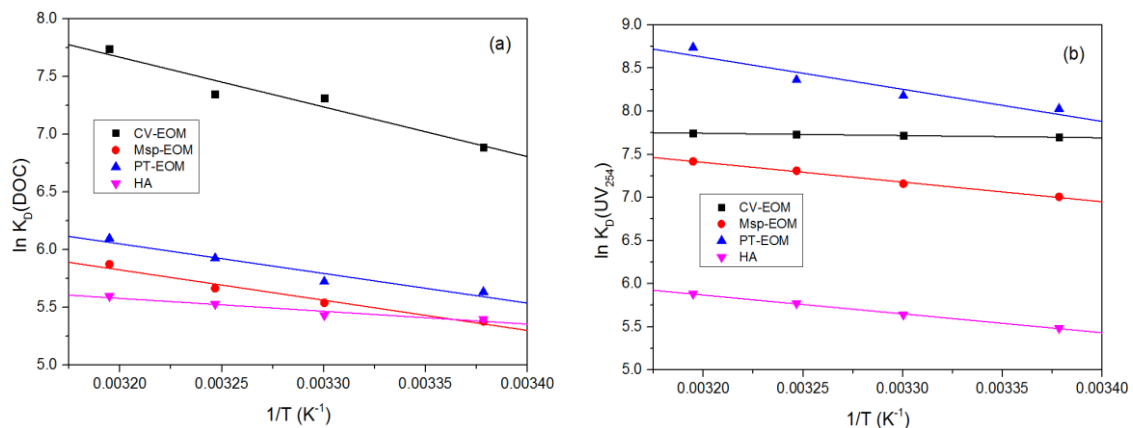 (a)
ln K_D(DOC)
8.0
7.5
7.0
6.5
6.0
5.5
5.0
CV-EOM
Msp-EOM
PT-EOM
HA
0.00320 0.00325 0.00330 0.00335 0.00340
1/T (K⁻¹)
(b)
ln K_D(UV₂₅₄)
9.0
8.5
8.0
7.5
7.0
6.5
6.0
5.5
5.0
CV-EOM
Msp-EOM
PT-EOM
HA
0.00320 0.00325 0.00330 0.00335 0.00340
1/T (K⁻¹)